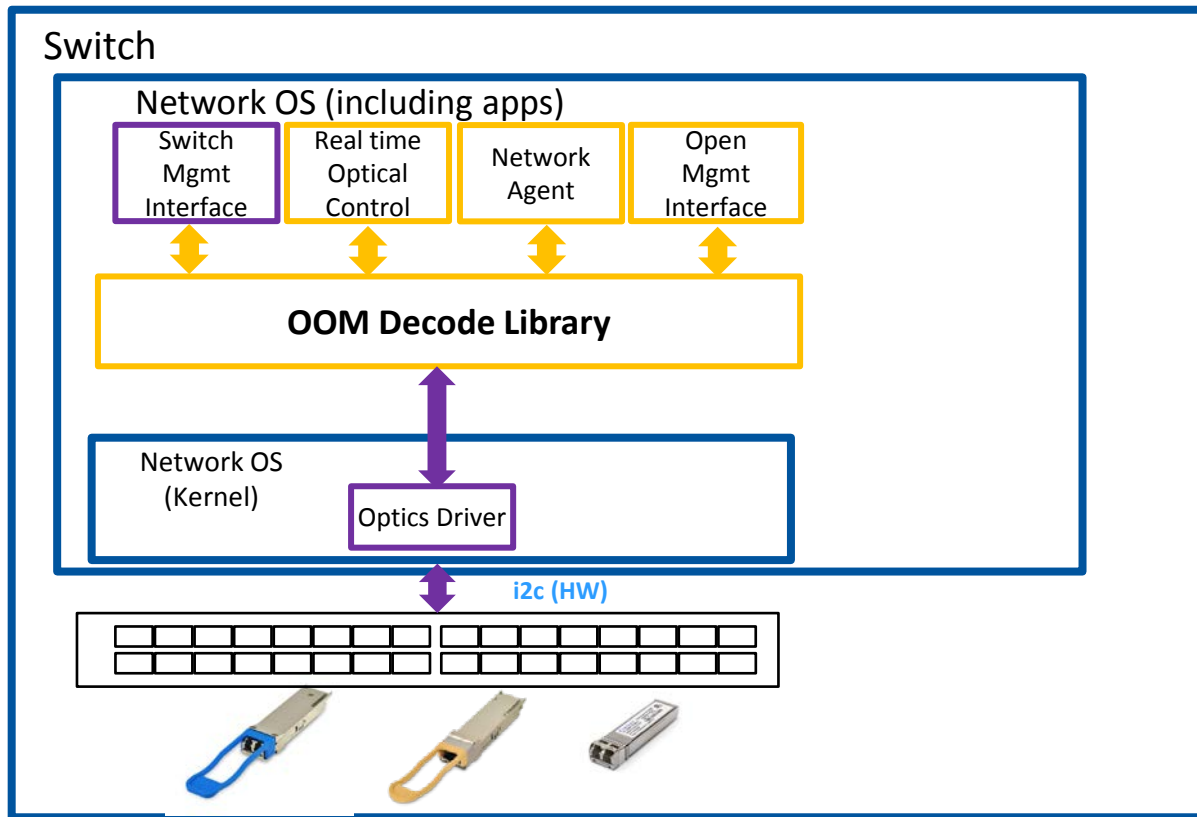 Switch
Network OS (including apps)
Switch
Mgmt
Interface
Real time
Optical
Control
Network
Agent
Open
Mgmt
Interface
OOM Decode Library
Network OS
(Kernel)
Optics Driver
i2c (HW)